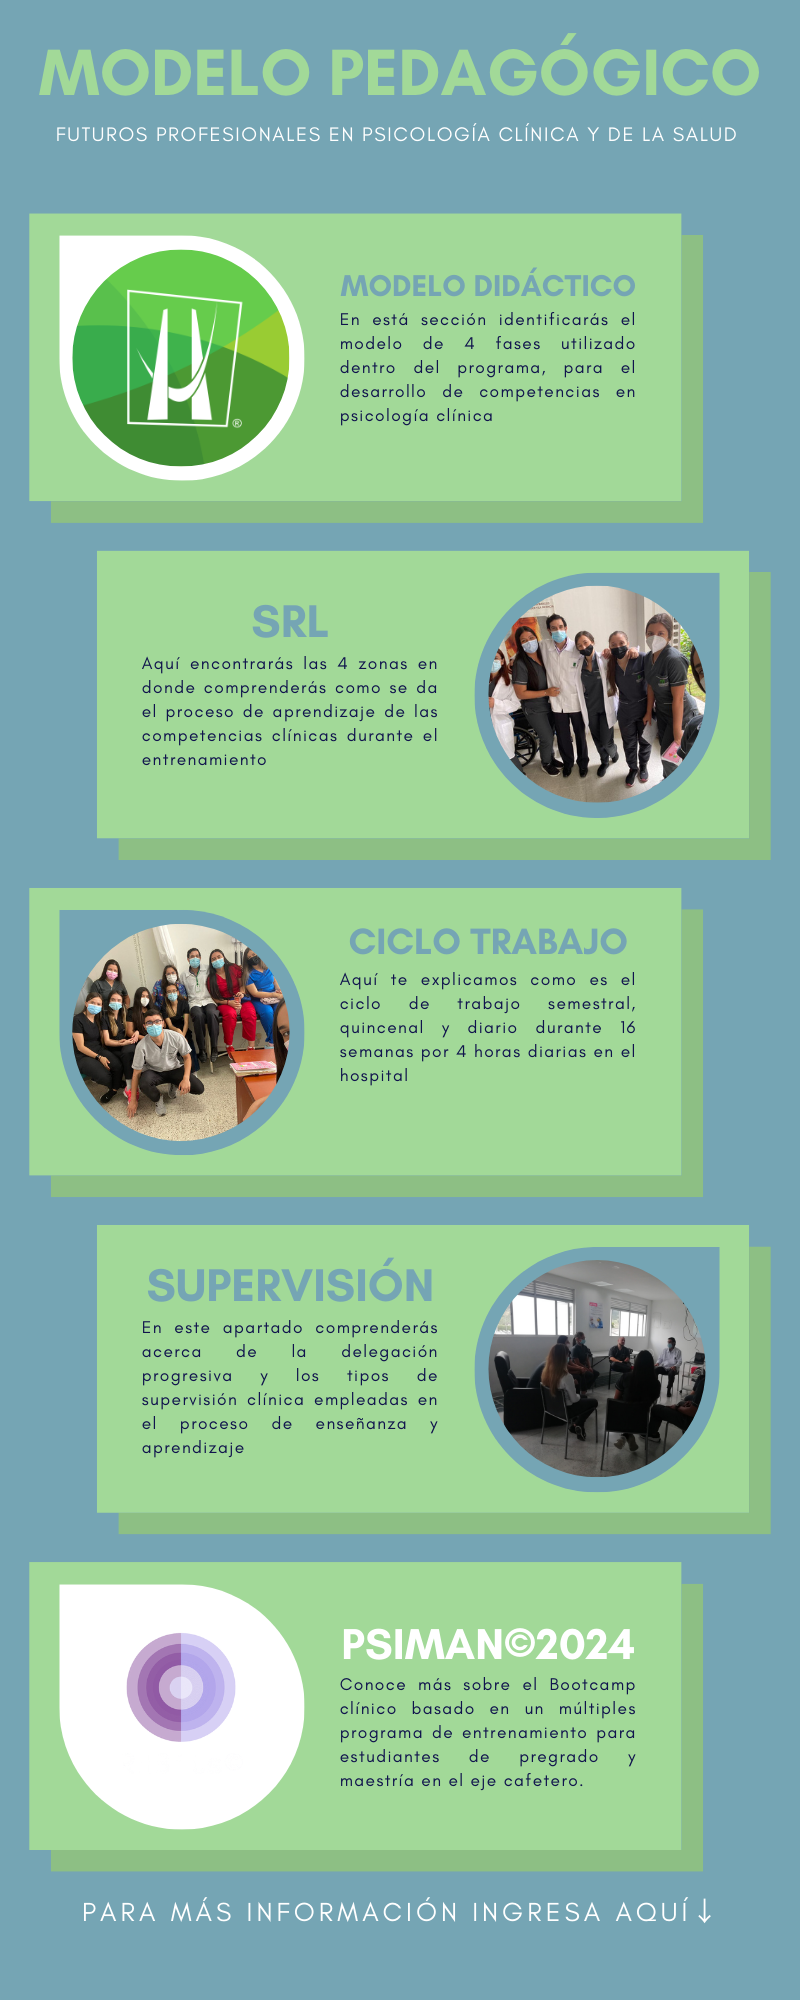 MODELO PEDAGÓGICO
FUTUROS PROFESIONALES EN PSICOLOGÍA CLÍNICA Y DE LA SALUD
MODELO DIDÁCTICO
En está sección identificarás el
modelo de 4 fases utilizado
dentro del programa, para el
desarrollo de competencias en
psicología clínica
®
SRL
Aquí encontrarás las 4 zonas en
donde comprenderás como se da
el proceso de aprendizaje de las
competencias clínicas durante el
entrenamiento
CICLO TRABAJO
Aquí te explicamos como es el
ciclo de trabajo semestral,
quincenal y diario durante 16
semanas por 4 horas diarias en el
hospital
SUPERVISIÓN
En este apartado comprenderás
acerca de la delegación
progresiva y los tipos de
supervisión clínica empleadas en
el proceso de enseñanza y
aprendizaje
PSIMAN©2024
Conoce más sobre el Bootcamp
clínico basado en un múltiples
programa de entrenamiento para
estudiantes de pregrado y
maestría en el eje cafetero.
PARA MÁS INFORMACIÓN INGRESA AQUÍ↓